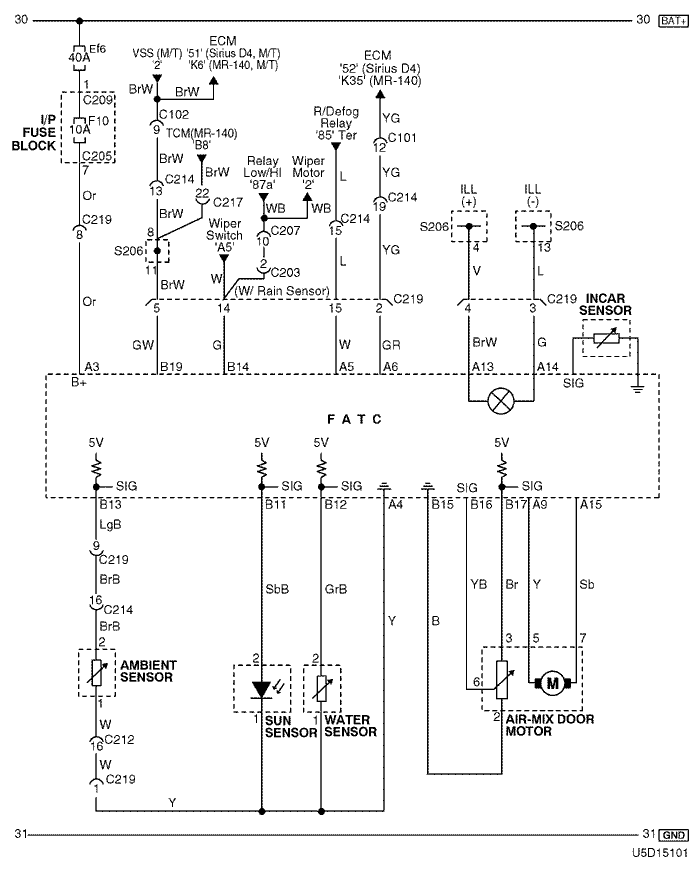 30
30 BAT+
Ef6
40A
1
C209
I/P FUSE BLOCK
F10
10A
C205
7
Or
C219
8
Or
A3
B+
VSS (M/T)
'2'
'51' (Sirius D4, M/T)
'K6' (MR-140, M/T)
ECM
BrW
BrW
C102
9
TCM(MR-140)
'B8'
BrW
BrW
C214
13
22
C217
BrW
8
S206
11
BrW
Wiper
Switch
'A5'
W
Relay
Low/HI
'87a'
WB
Wiper
Motor
'2'
WB
C207
10
2
C203
(W/ Rain Sensor)
R/Defog
Relay
'85' Ter
L
C214
15
L
ECM
'52' (Sirius D4)
'K35' (MR-140)
YG
C101
12
YG
C214
19
YG
ILL
(+)
S206
4
V
ILL
(-)
S206
13
L
5
14
15
2
C219
4
3
C219
INCAR
SENSOR
GW
G
W
GR
BrW
G
B19
B14
A5
A6
A13
A14
SIG
F A T C
5V
5V
5V
5V
SIG
SIG
SIG
SIG
SIG
B13
B11
B12
A4
B15
B16
B17
A9
A15
LgB
9
C219
BrB
16
C214
BrB
2
AMBIENT
SENSOR
1
W
C212
16
W
C219
1
SbB
2
1
SUN
SENSOR
GrB
2
1
WATER
SENSOR
Y
B
YB
Br
Y
Sb
3
5
7
6
M
2
AIR-MIX DOOR
MOTOR
Y
31
31 GND
U5D15101